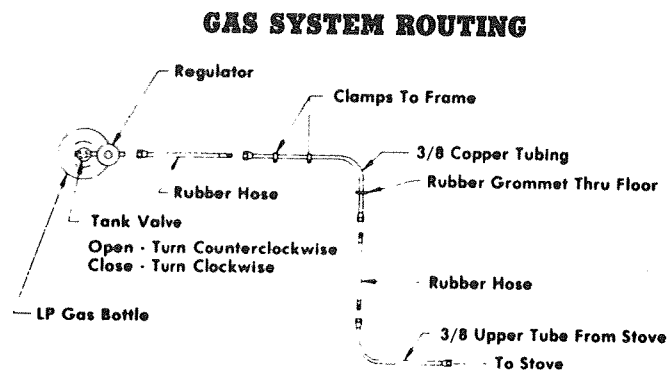 GAS SYSTEM ROUTING
Regulator
Clamps To Frame
3/8 Copper Tubing
Rubber Hose
Rubber Grommet Thru Floor
Tank Valve
Open - Turn Counterclockwise
Close - Turn Clockwise
Rubber Hose
LP Gas Bottle
3/8 Upper Tube From Stove
To Stove